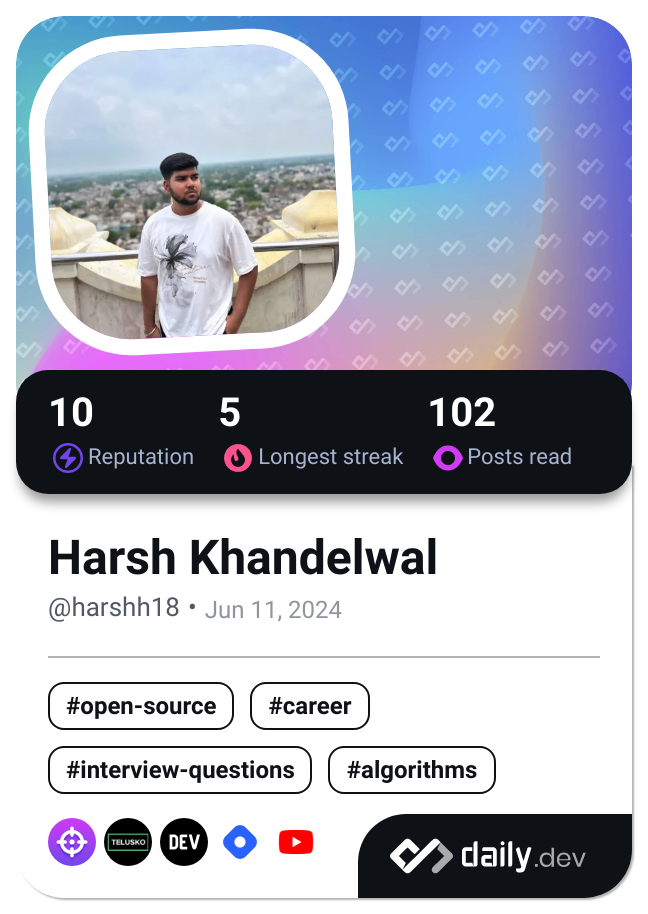 10 5 102
Reputation Longest streak Posts read
Harsh Khandelwal
@harshh18 • Jun 11, 2024
#open-source #career
#interview-questions #algorithms
TELUSKO DEV
daily.dev